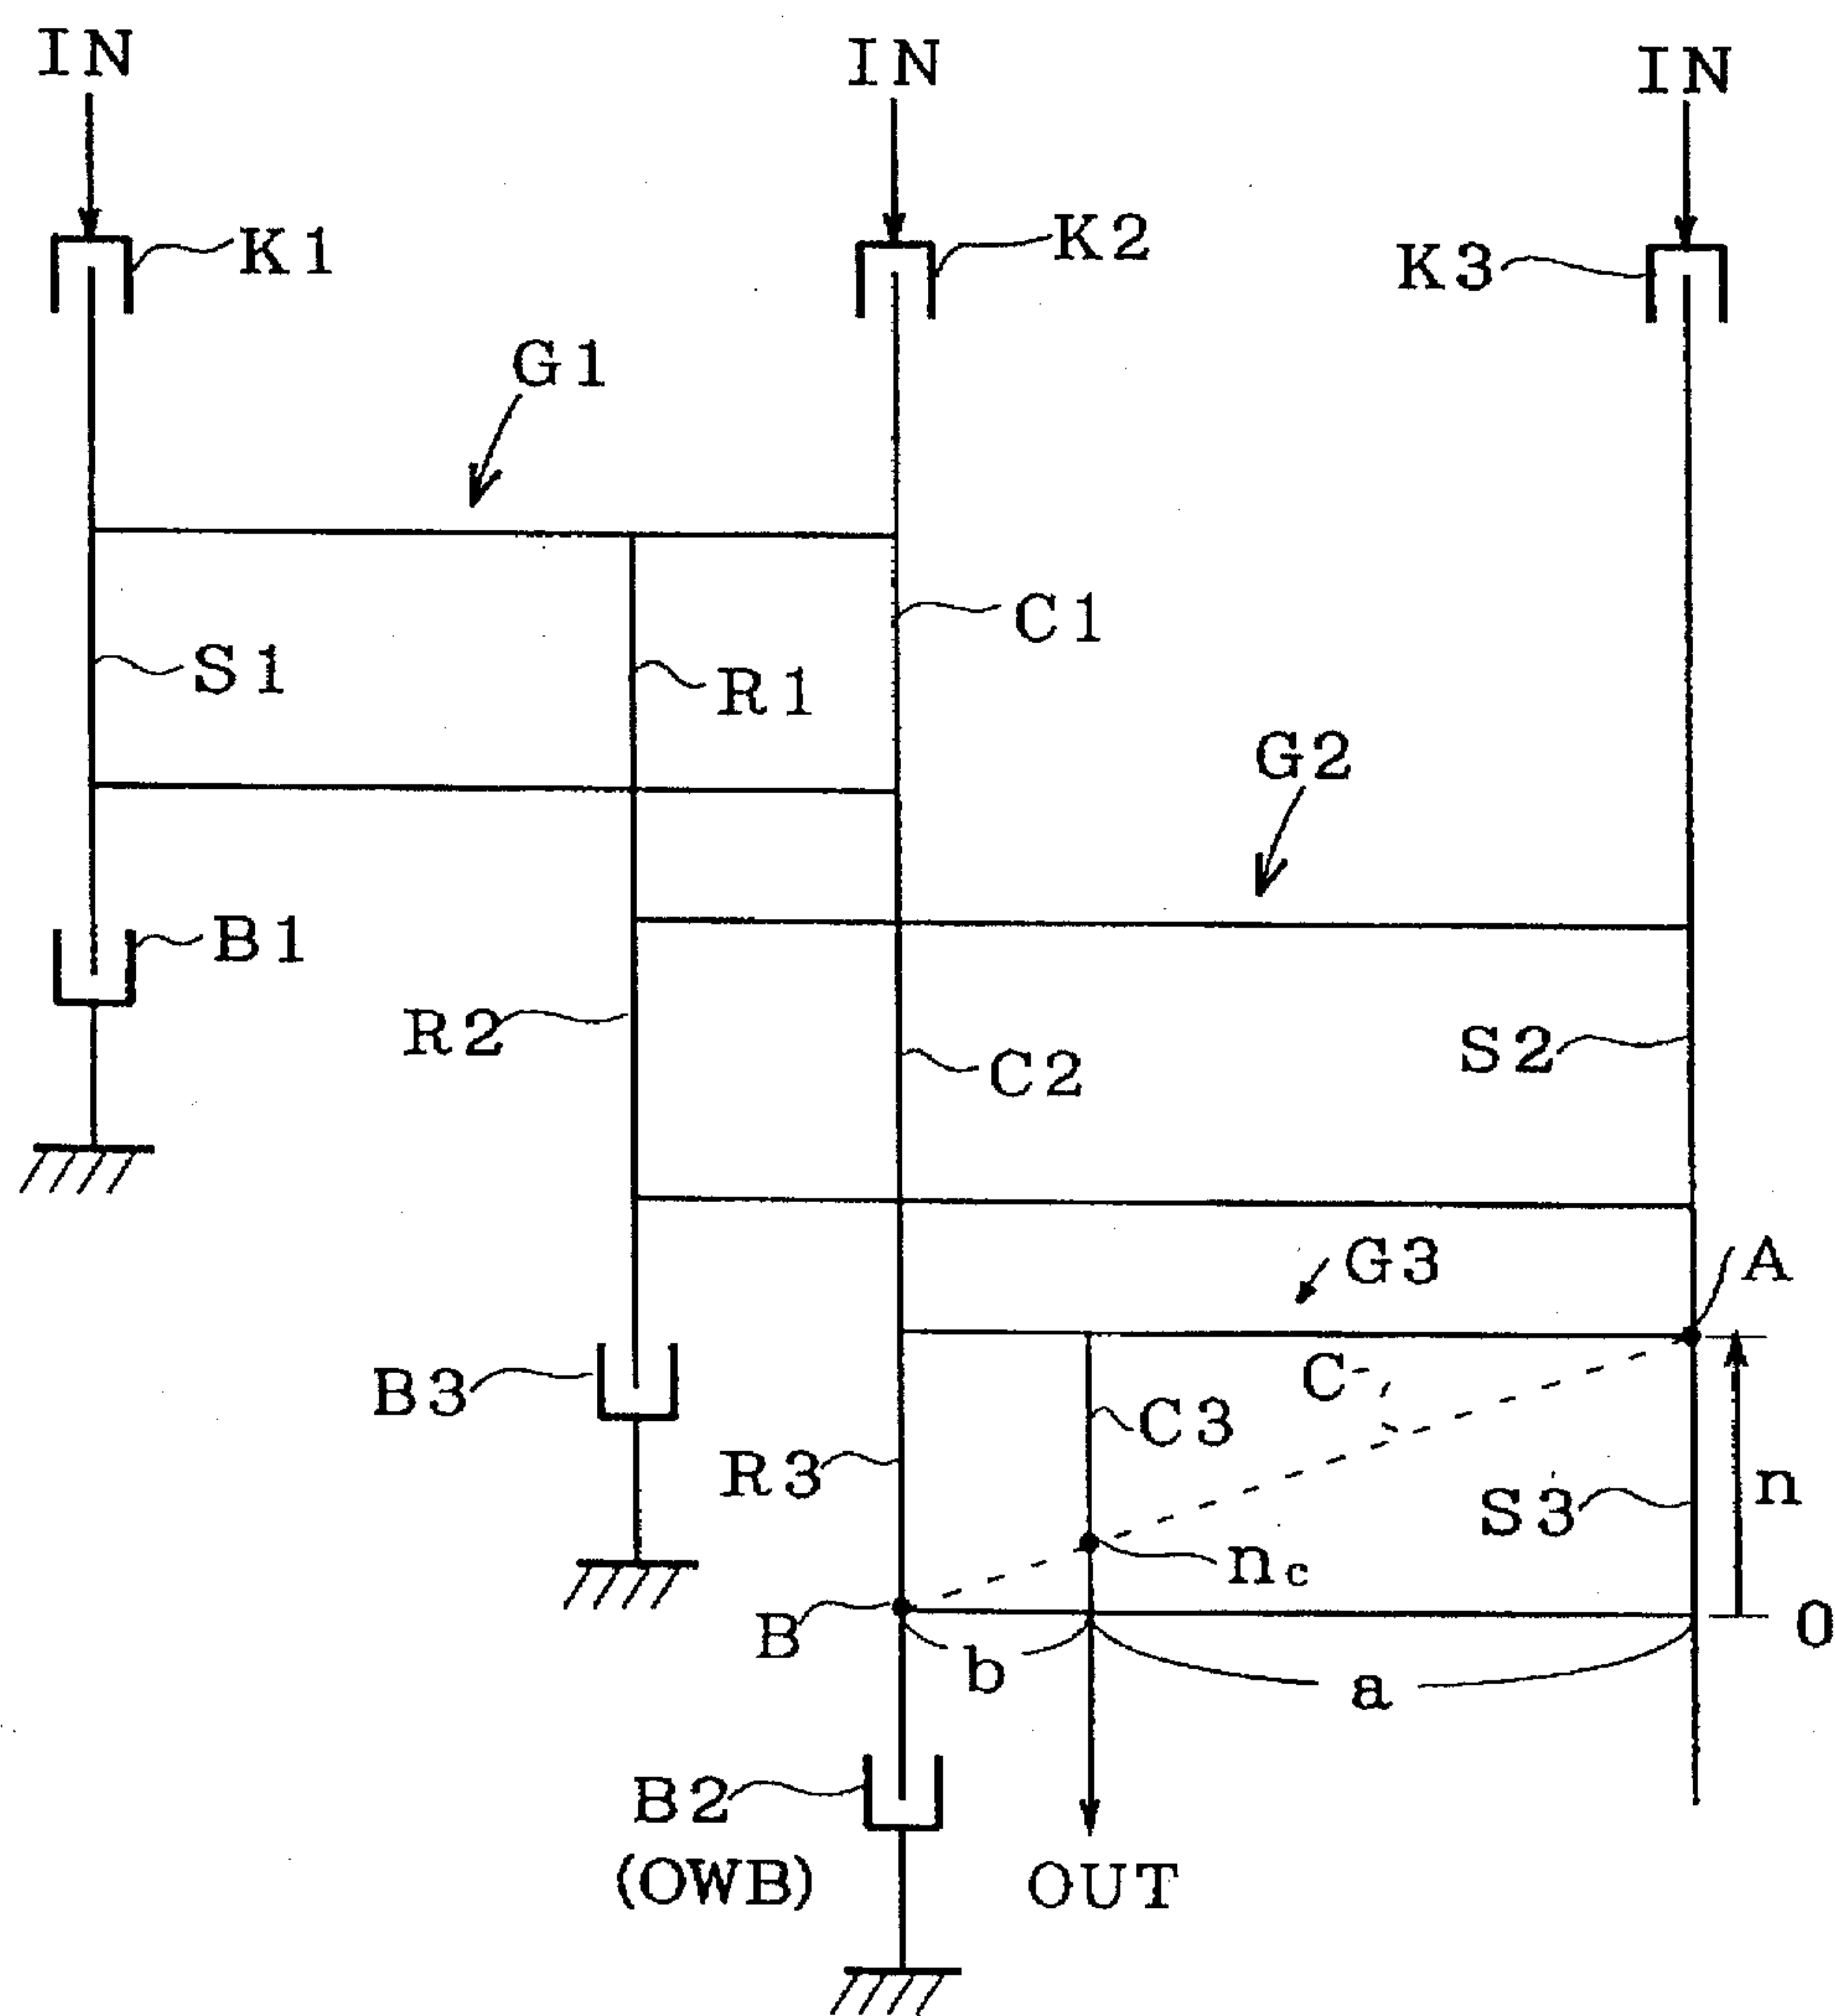 IN
IN
IN
K1
K2
K3
G1
C1
S1
R1
G2
B1
R2
C2
S2
G3
A
C
B3
C3
R3
n
S3
nc
B
O
b
a
B2
(OWB)
OUT